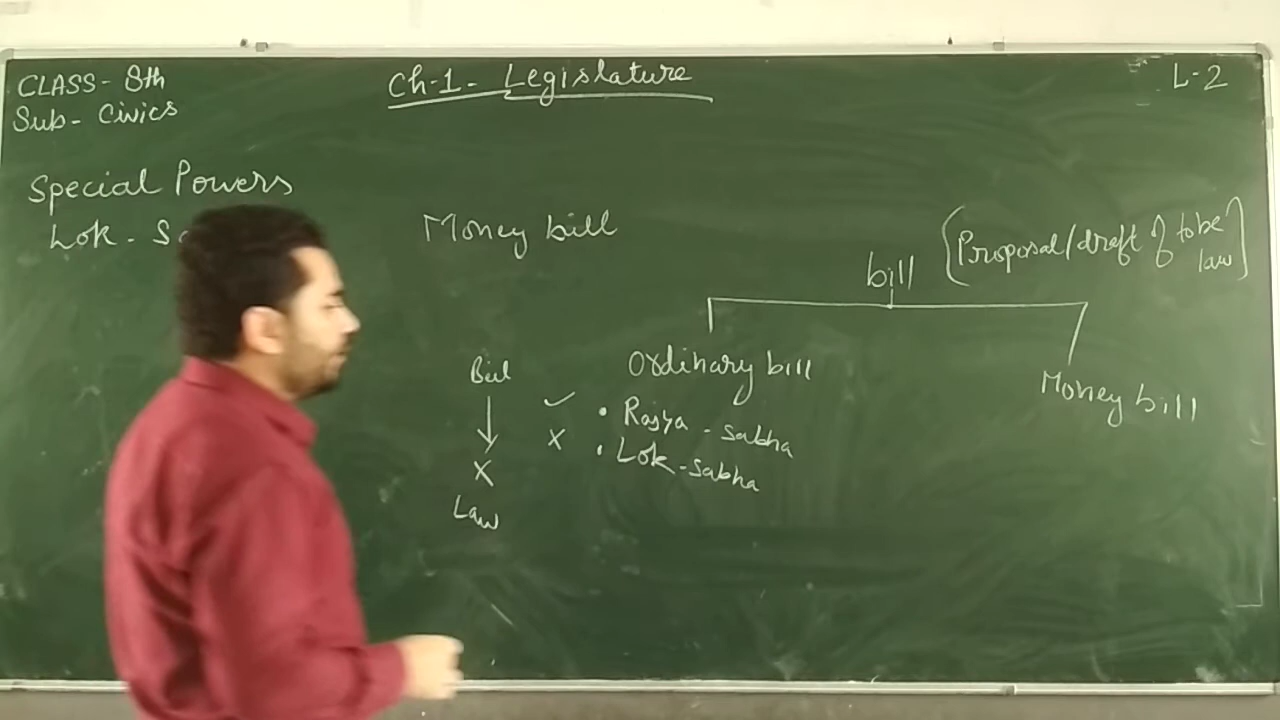 CLASS - 8th
Sub - Civics
Ch-1 - Legislature
L-2
Special Powers
Lok - S
Money bill
bill
[Proposal/draft of to be law]
Ordinary bill
Money bill
• Rajya - Sabha
• Lok - Sabha
Bill
↓
X
Law
✓
X